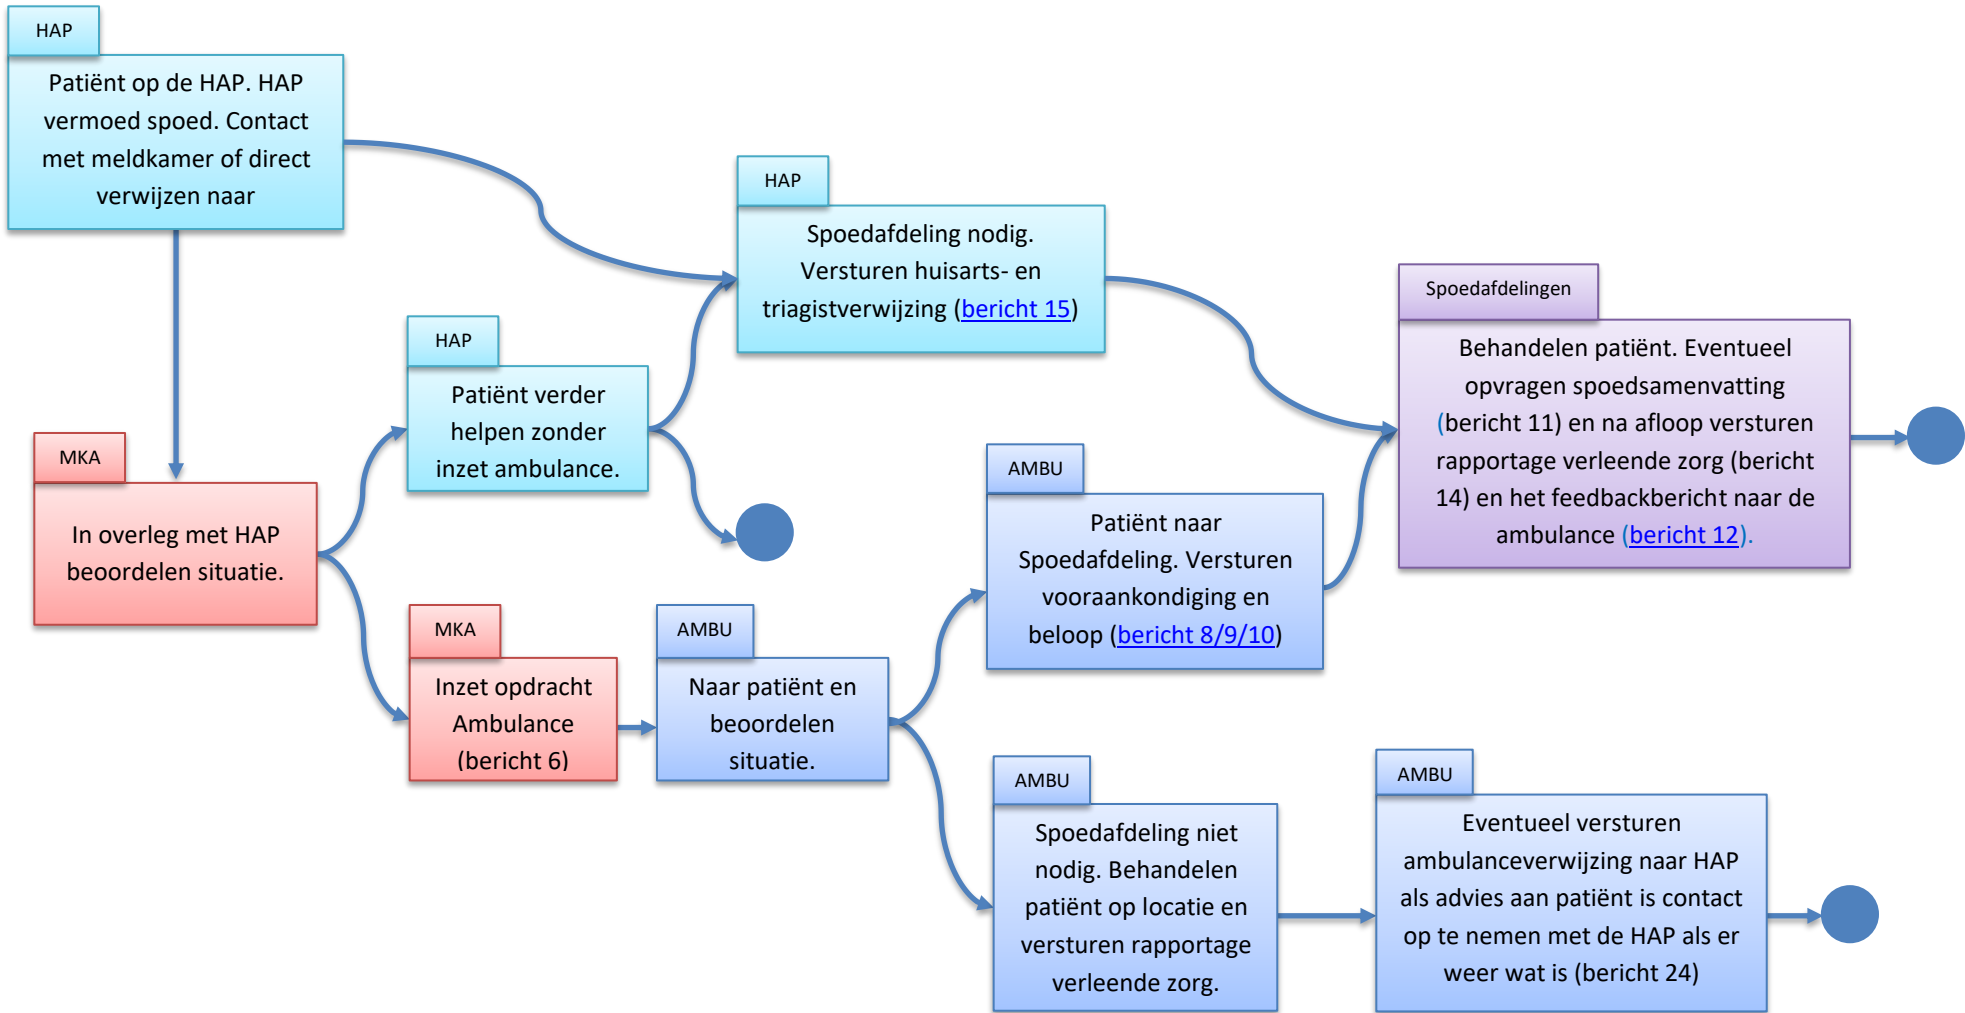 HAP
Patiënt op de HAP. HAP
vermoed spoed. Contact
met meldkamer of direct
verwijzen naar
HAP
Spoedafdeling nodig.
Versturen huisarts- en
triagistverwijzing (bericht 15)
Spoedafdelingen
Behandelen patiënt. Eventueel
opvragen spoedsamenvatting
(bericht 11) en na afloop versturen
rapportage verleende zorg (bericht
14) en het feedbackbericht naar de
ambulance (bericht 12).
HAP
Patiënt verder
helpen zonder
inzet ambulance.
MKA
In overleg met HAP
beoordelen situatie.
AMBU
Patiënt naar
Spoedafdeling. Versturen
vooraankondiging en
beloop (bericht 8/9/10)
MKA
Inzet opdracht
Ambulance
(bericht 6)
AMBU
Naar patiënt en
beoordelen
situatie.
AMBU
Spoedafdeling niet
nodig. Behandelen
patiënt op locatie en
versturen rapportage
verleende zorg.
AMBU
Eventueel versturen
ambulanceverwijzing naar HAP
als advies aan patiënt is contact
op te nemen met de HAP als er
weer wat is (bericht 24)